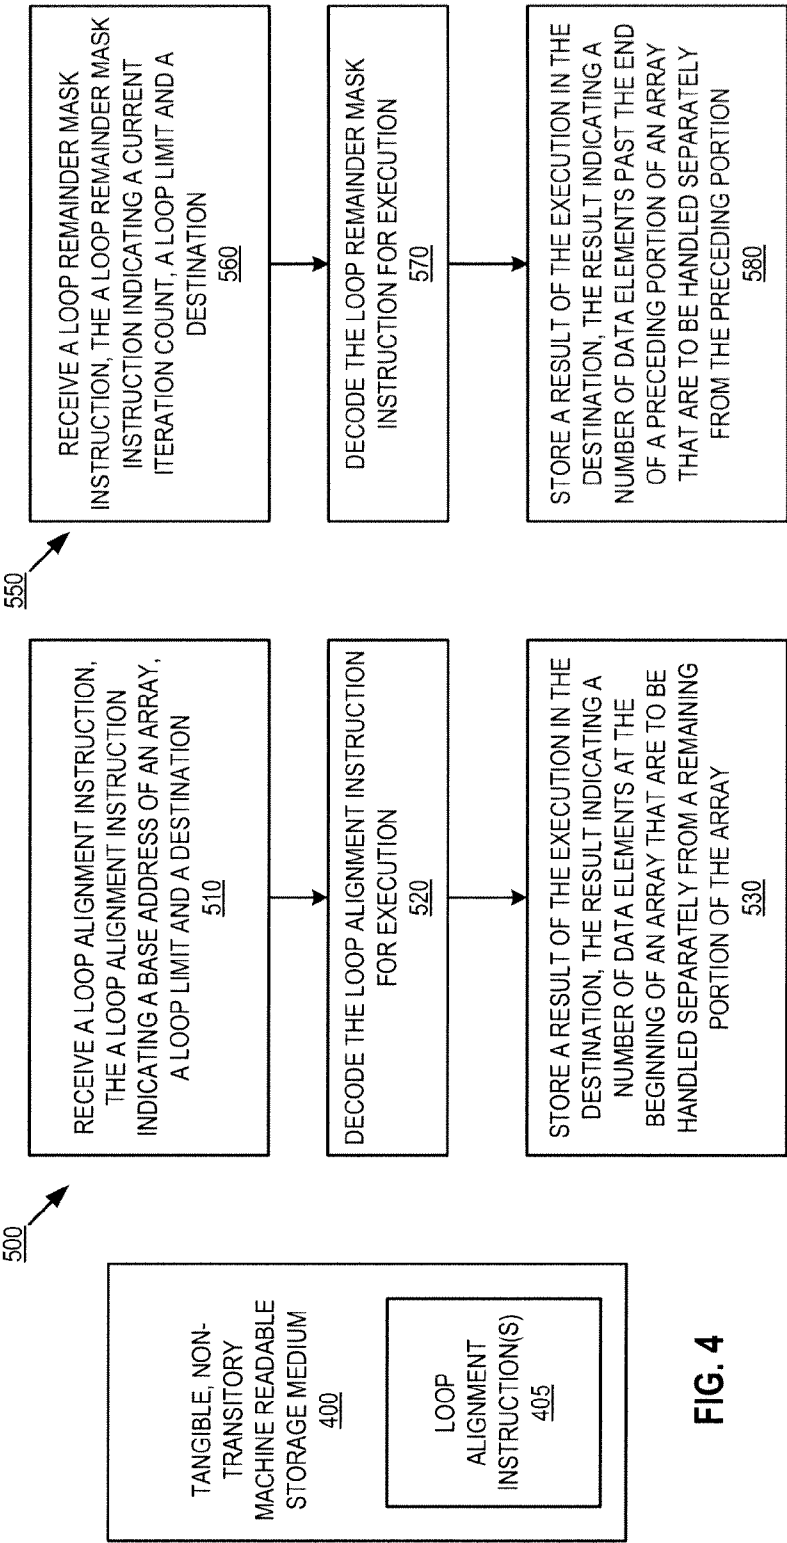 TANGIBLE, NON-
TRANSITORY
MACHINE READABLE
STORAGE MEDIUM
400
LOOP
ALIGNMENT
INSTRUCTION(S)
405
FIG. 4
500
RECEIVE A LOOP ALIGNMENT INSTRUCTION,
THE A LOOP ALIGNMENT INSTRUCTION
INDICATING A BASE ADDRESS OF AN ARRAY,
A LOOP LIMIT AND A DESTINATION
510
DECODE THE LOOP ALIGNMENT INSTRUCTION
FOR EXECUTION
520
STORE A RESULT OF THE EXECUTION IN THE
DESTINATION, THE RESULT INDICATING A
NUMBER OF DATA ELEMENTS AT THE
BEGINNING OF AN ARRAY THAT ARE TO BE
HANDLED SEPARATELY FROM A REMAINING
PORTION OF THE ARRAY
530
550
RECEIVE A LOOP REMAINDER MASK
INSTRUCTION, THE A LOOP REMAINDER MASK
INSTRUCTION INDICATING A CURRENT
ITERATION COUNT, A LOOP LIMIT AND A
DESTINATION
560
DECODE THE LOOP REMAINDER MASK
INSTRUCTION FOR EXECUTION
570
STORE A RESULT OF THE EXECUTION IN THE
DESTINATION, THE RESULT INDICATING A
NUMBER OF DATA ELEMENTS PAST THE END
OF A PRECEDING PORTION OF AN ARRAY
THAT ARE TO BE HANDLED SEPARATELY
FROM THE PRECEDING PORTION
580